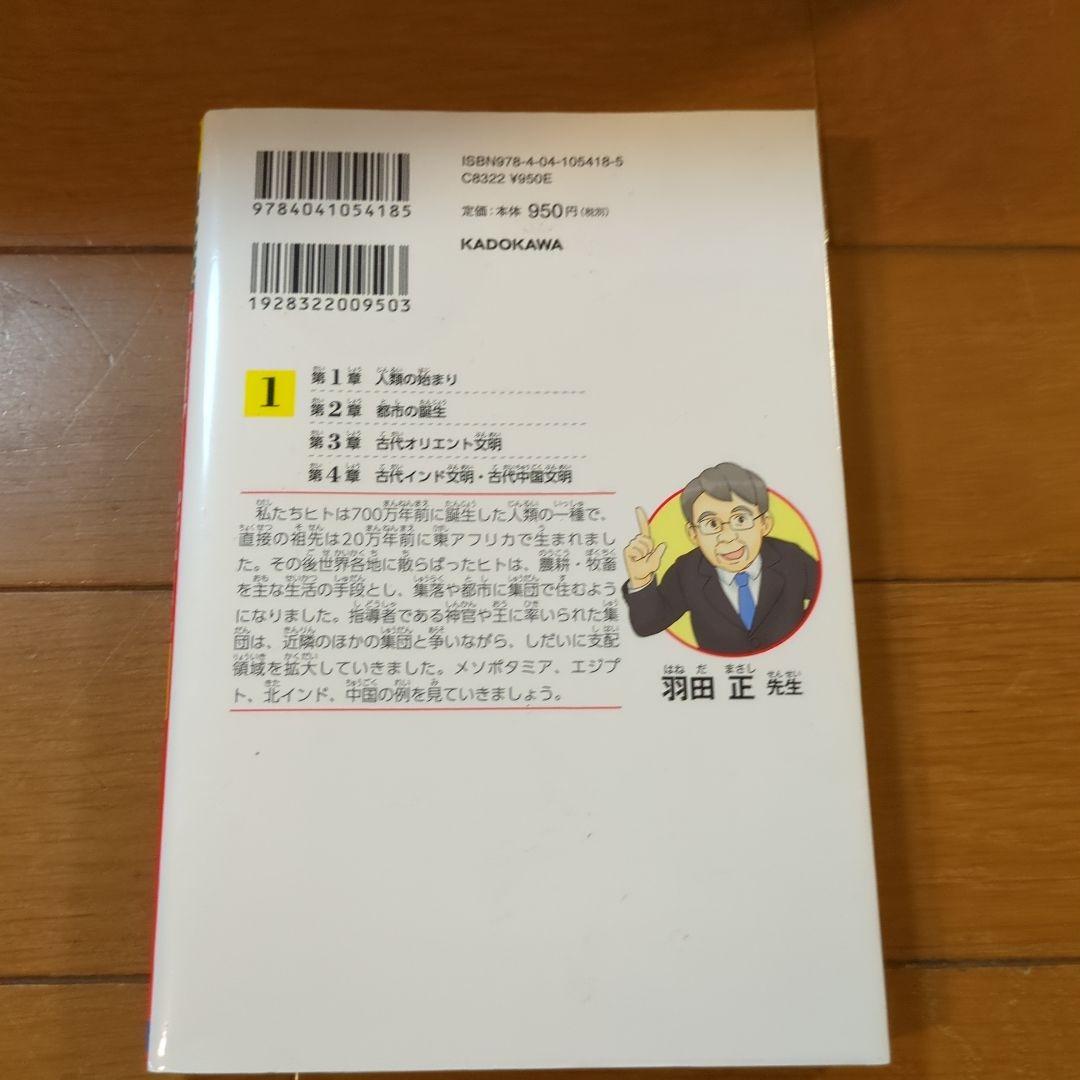 ISBN978-4-04-105418-5
C8322 ¥950E
9784041054185
定価：本体 950円（税別）
KADOKAWA
1928322009503
1
第1章 人類の始まり
第2章 都市の誕生
第3章 古代オリエント文明
第4章 古代インド文明・古代中国文明
私たちヒトは700万年前に誕生した人類の一種で、
直接の祖先は20万年前に東アフリカで生まれまし
た。その後世界各地に散らばったヒトは、農耕・牧畜
を主な生活の手段とし、集落や都市に集団で住むよう
になりました。指導者である神官や王に率いられた集
団は、近隣のほかの集団と争いながら、しだいに支配
領域を拡大していきました。メソポタミア、エジプ
ト、北インド、中国の例を見ていきましょう。
はねだ まさし せんせい
羽田 正 先生